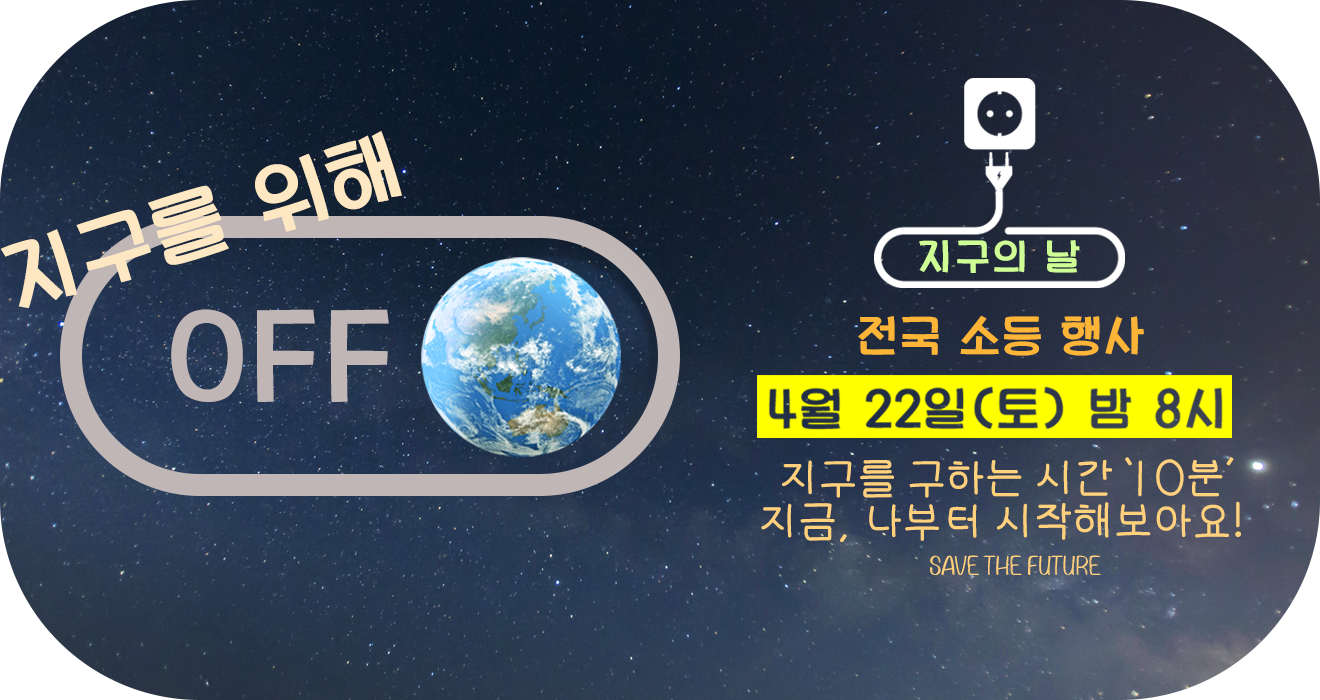 지구를 위해
OFF
지구의 날
전국 소등 행사
4월 22일(토) 밤 8시
지구를 구하는 시간 '10분'
지금, 나부터 시작해보아요!
SAVE THE FUTURE